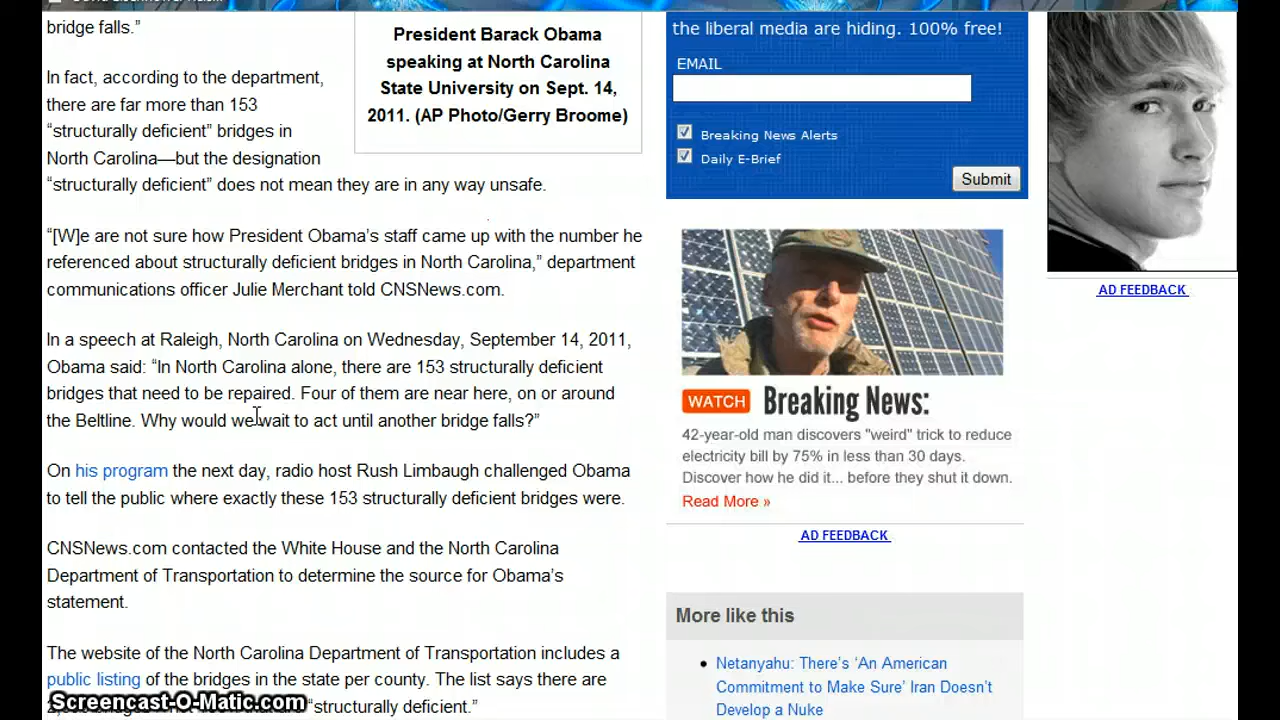 bridge falls.”
In fact, according to the department,
there are far more than 153
“structurally deficient” bridges in
North Carolina—but the designation
“structurally deficient” does not mean they are in any way unsafe.
President Barack Obama
speaking at North Carolina
State University on Sept. 14,
2011. (AP Photo/Gerry Broome)
“[W]e are not sure how President Obama’s staff came up with the number he
referenced about structurally deficient bridges in North Carolina,” department
communications officer Julie Merchant told CNSNews.com.
In a speech at Raleigh, North Carolina on Wednesday, September 14, 2011,
Obama said: “In North Carolina alone, there are 153 structurally deficient
bridges that need to be repaired. Four of them are near here, on or around
the Beltline. Why would we wait to act until another bridge falls?”
On his program the next day, radio host Rush Limbaugh challenged Obama
to tell the public where exactly these 153 structurally deficient bridges were.
CNSNews.com contacted the White House and the North Carolina
Department of Transportation to determine the source for Obama’s
statement.
The website of the North Carolina Department of Transportation includes a
public listing of the bridges in the state per county. The list says there are
“structurally deficient.”
Screencast-O-Matic.com
the liberal media are hiding. 100% free!
EMAIL
Breaking News Alerts
Daily E-Brief
Submit
WATCH Breaking News:
42-year-old man discovers "weird" trick to reduce
electricity bill by 75% in less than 30 days.
Discover how he did it... before they shut it down.
Read More »
AD FEEDBACK
More like this
Netanyahu: There’s ‘An American
Commitment to Make Sure’ Iran Doesn’t
Develop a Nuke
AD FEEDBACK